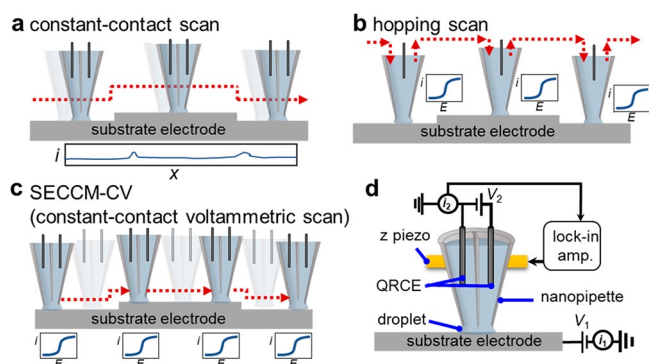 a constant-contact scan
substrate electrode
i
x
b hopping scan
i
E
i
E
i
E
substrate electrode
c SECCM-CV
(constant-contact voltammetric scan)
substrate electrode
i
E
i
E
i
E
i
E
d
i₂
V₂
z piezo
lock-in
amp.
QRCE
nanopipette
droplet
V₁
substrate electrode
i₁